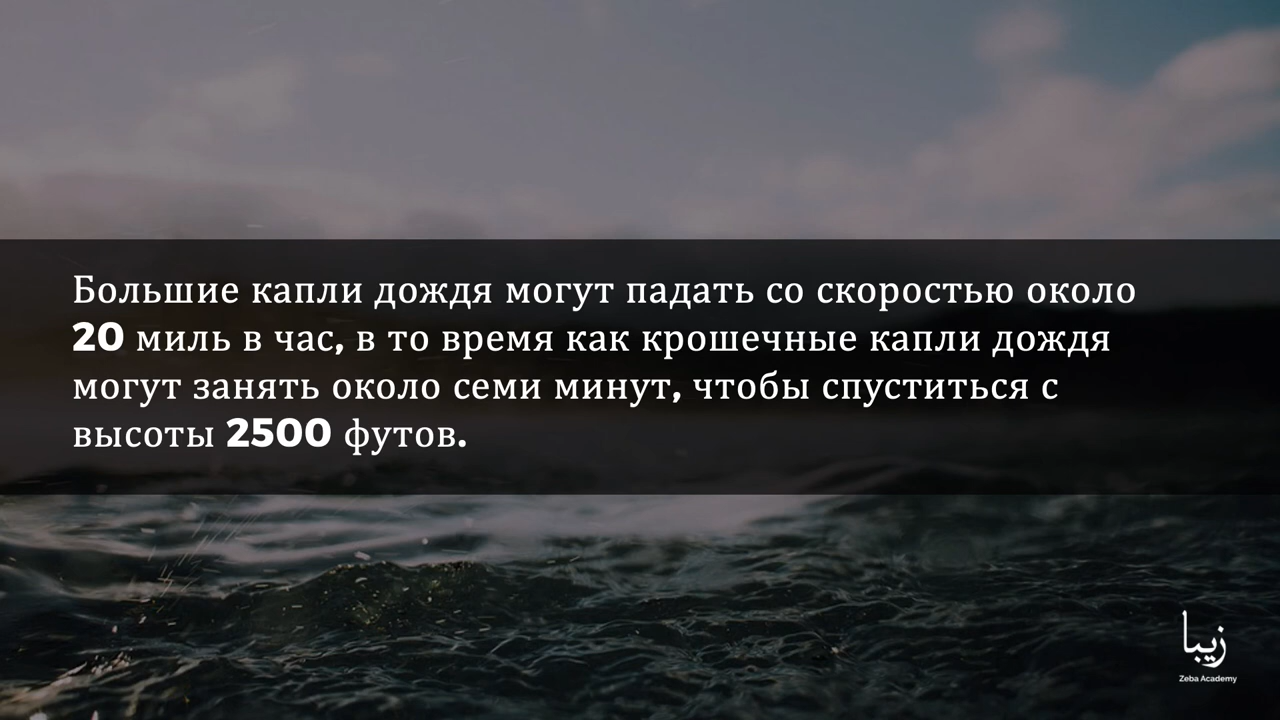 Большие капли дождя могут падать со скоростью около
20 миль в час, в то время как крошечные капли дождя
могут занять около семи минут, чтобы спуститься с
высоты 2500 футов.
زيبا
Zeba Academy